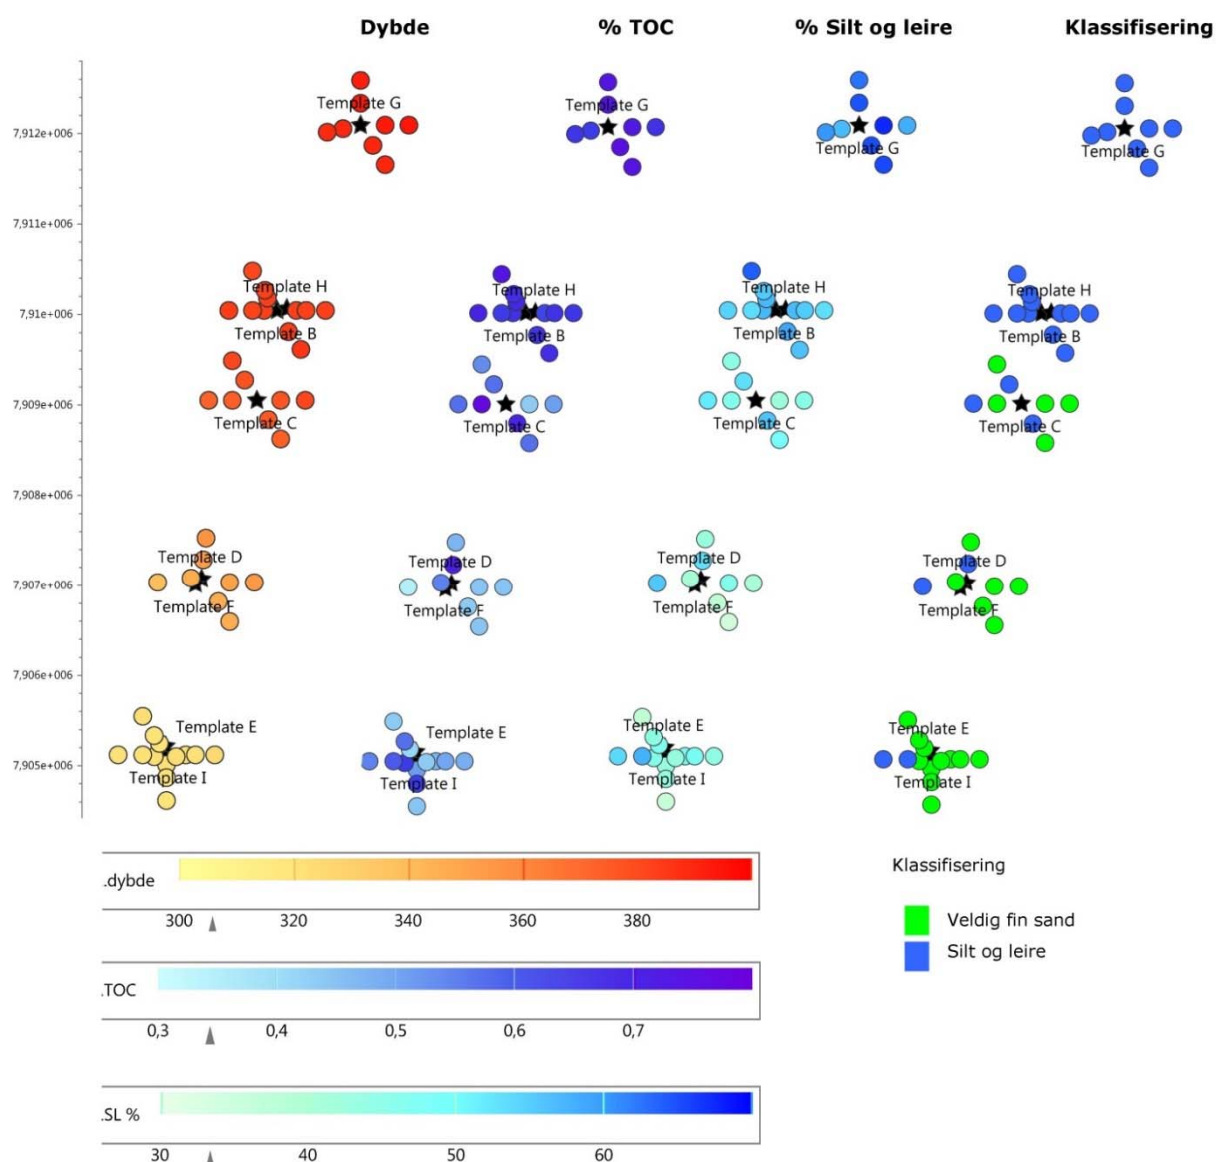 Dybde % TOC % Silt og leire Klassifisering
Template G Template G
7,912e+006
Template G Template G
7,911e+006
Template H Template H Template H Template H
7,91e+006
Template B Template B Template B Template B
7,909e+006
Template C Template C Template C Template C
7,908e+006
Template D Template D Template D Template D
7,907e+006
Template F Template F Template F Template F
7,906e+006
Template E Template E Template E Template E
7,905e+006
Template I Template I Template I Template I
.dybde
300 320 340 360 380
.TOC
0,3 0,4 0,5 0,6 0,7
.SL %
30 40 50 60
Klassifisering
Veldig fin sand
Silt og leire